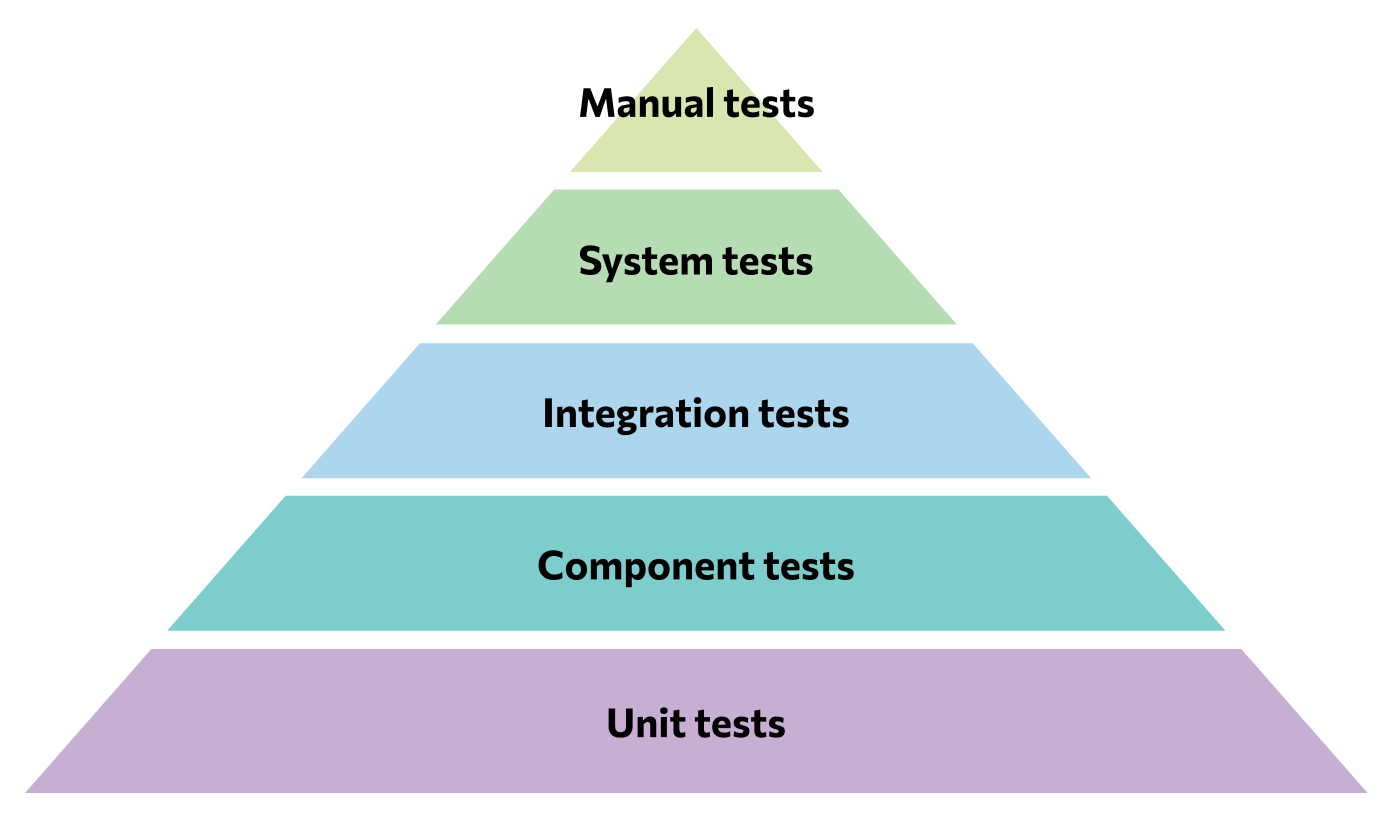 Manual tests
System tests
Integration tests
Component tests
Unit tests